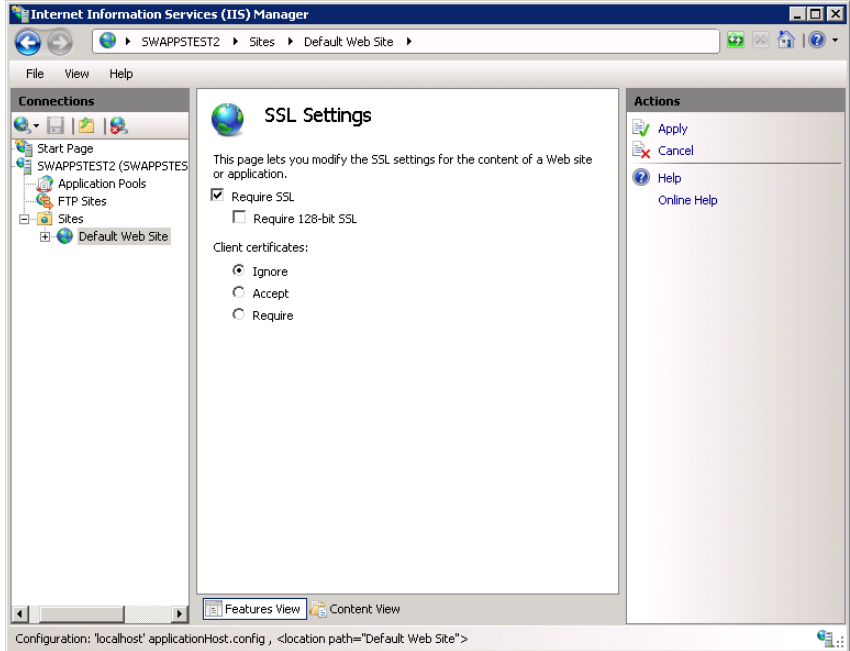 Internet Information Services (IIS) Manager
SWAPPSTEST2 Sites Default Web Site
File View Help
Connections
Start Page
SWAPPSTEST2 (SWAPPSTES
Application Pools
FTP Sites
Sites
Default Web Site
SSL Settings
This page lets you modify the SSL settings for the content of a Web site
or application.
Require SSL
Require 128-bit SSL
Client certificates:
Ignore
Accept
Require
Features View Content View
Actions
Apply
Cancel
Help
Online Help
Configuration: 'localhost' applicationHost.config , <location path="Default Web Site">